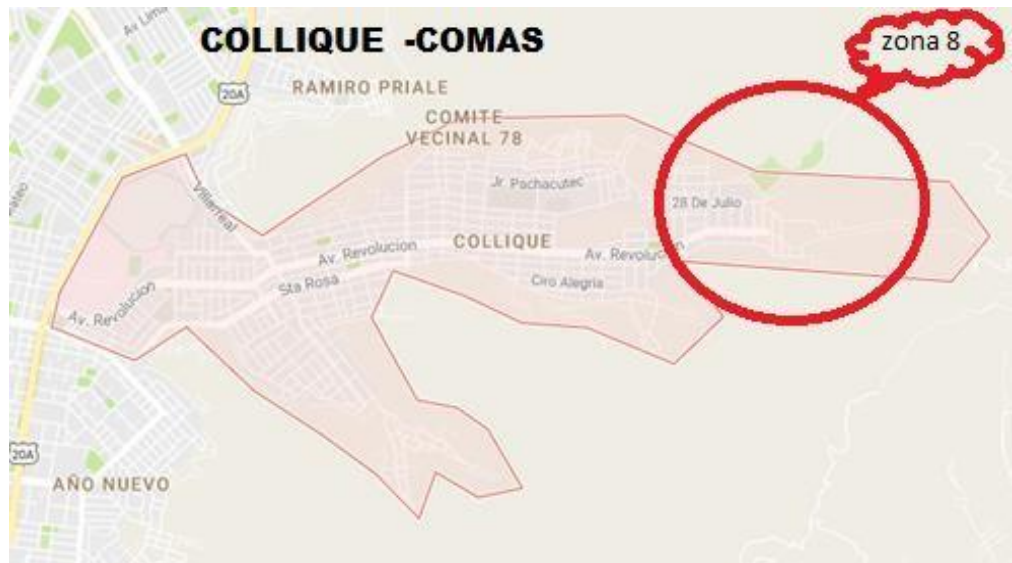 Av Lima
COLLIQUE -COMAS
zona 8
20A
RAMIRO PRIALE
COMITE
VECINAL 78
Jr. Pachacutec
28 De Julio
Villarreal
Av. Revolucion
COLLIQUE
Av. Revolucion
Sta Rosa
Ciro Alegria
Av. Revolucion
20A
AÑO NUEVO